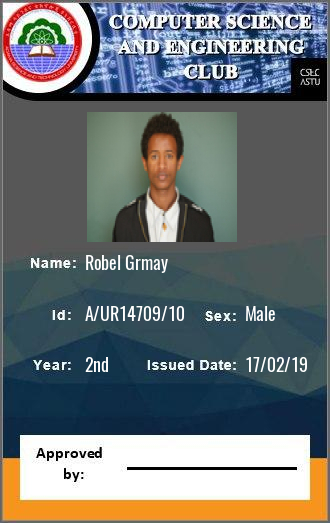 COMPUTER SCIENCE
AND ENGINEERING
CLUB
CSEC
ASTU
Name: Robel Grmay
Id: A/UR14709/10 Sex: Male
Year: 2nd Issued Date: 17/02/19
Approved
by: